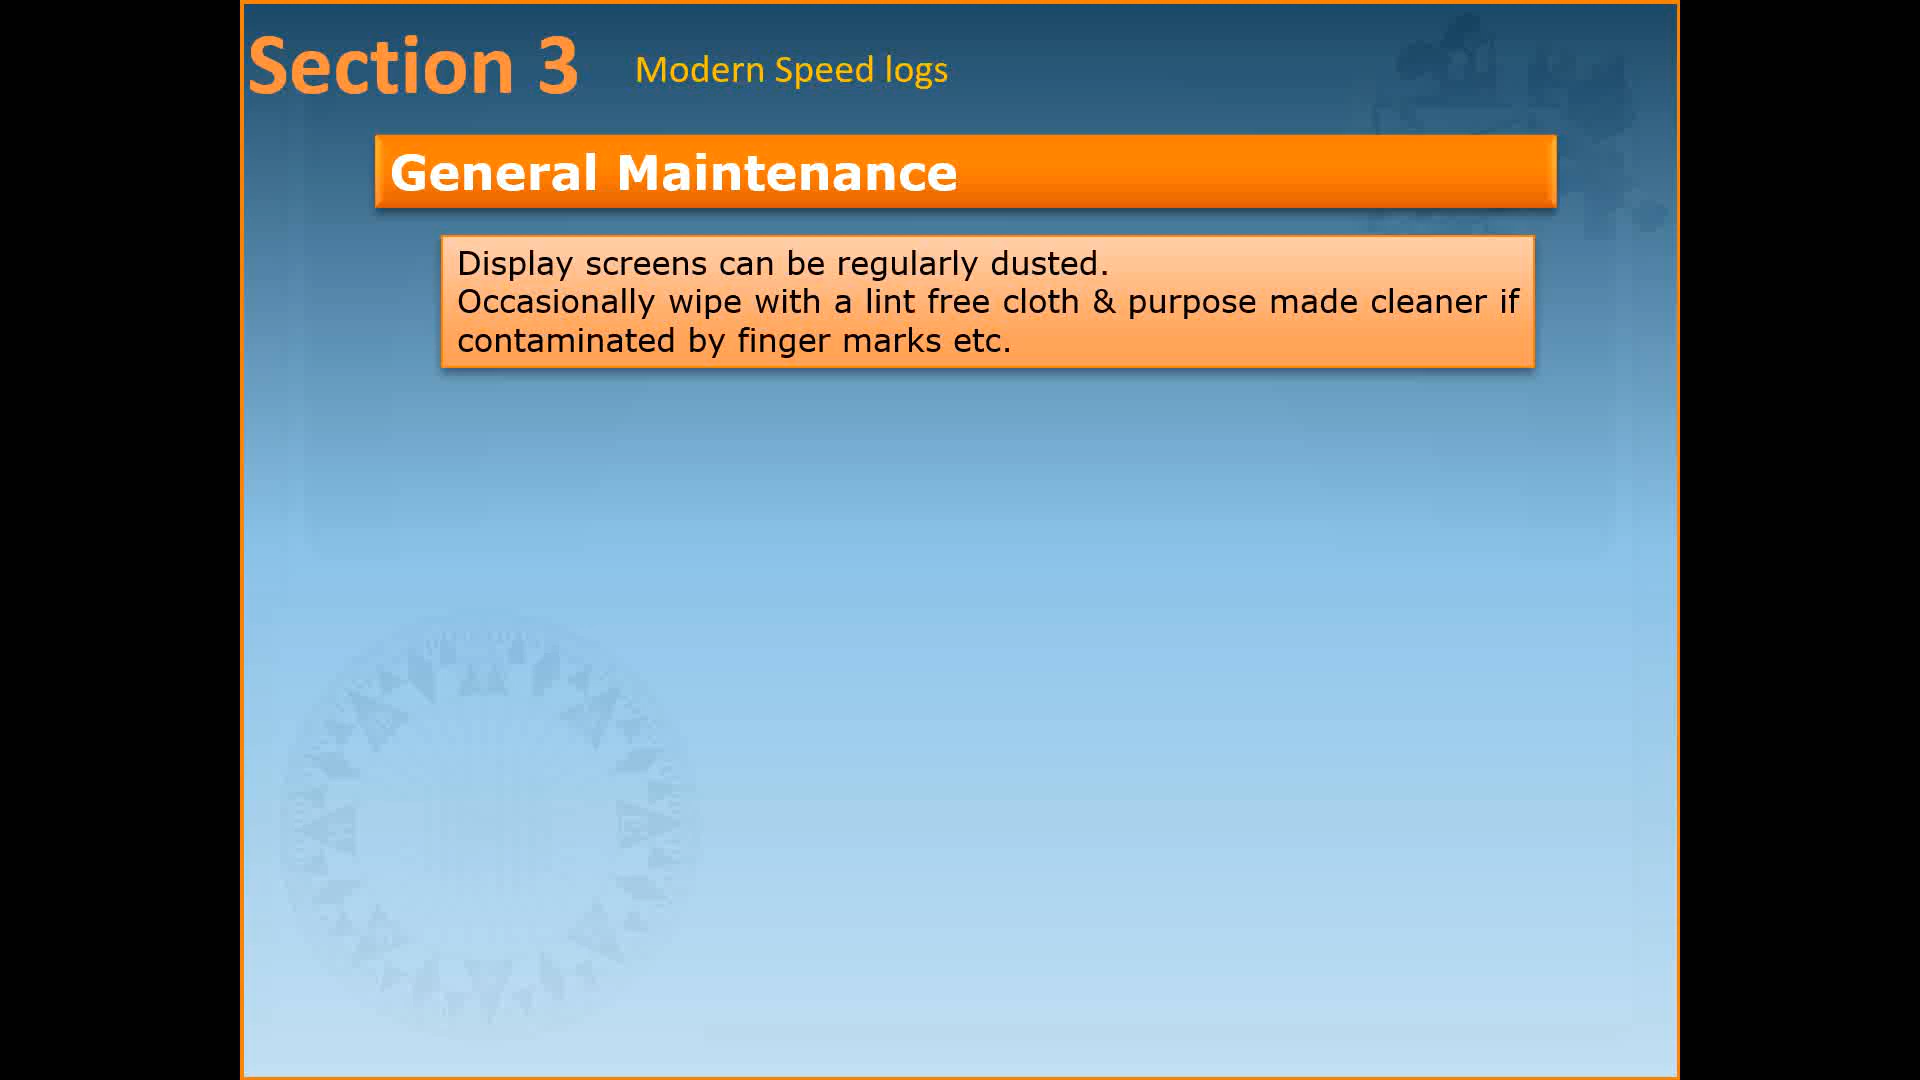 Section 3
Modern Speed logs
General Maintenance
Display screens can be regularly dusted.
Occasionally wipe with a lint free cloth & purpose made cleaner if
contaminated by finger marks etc.